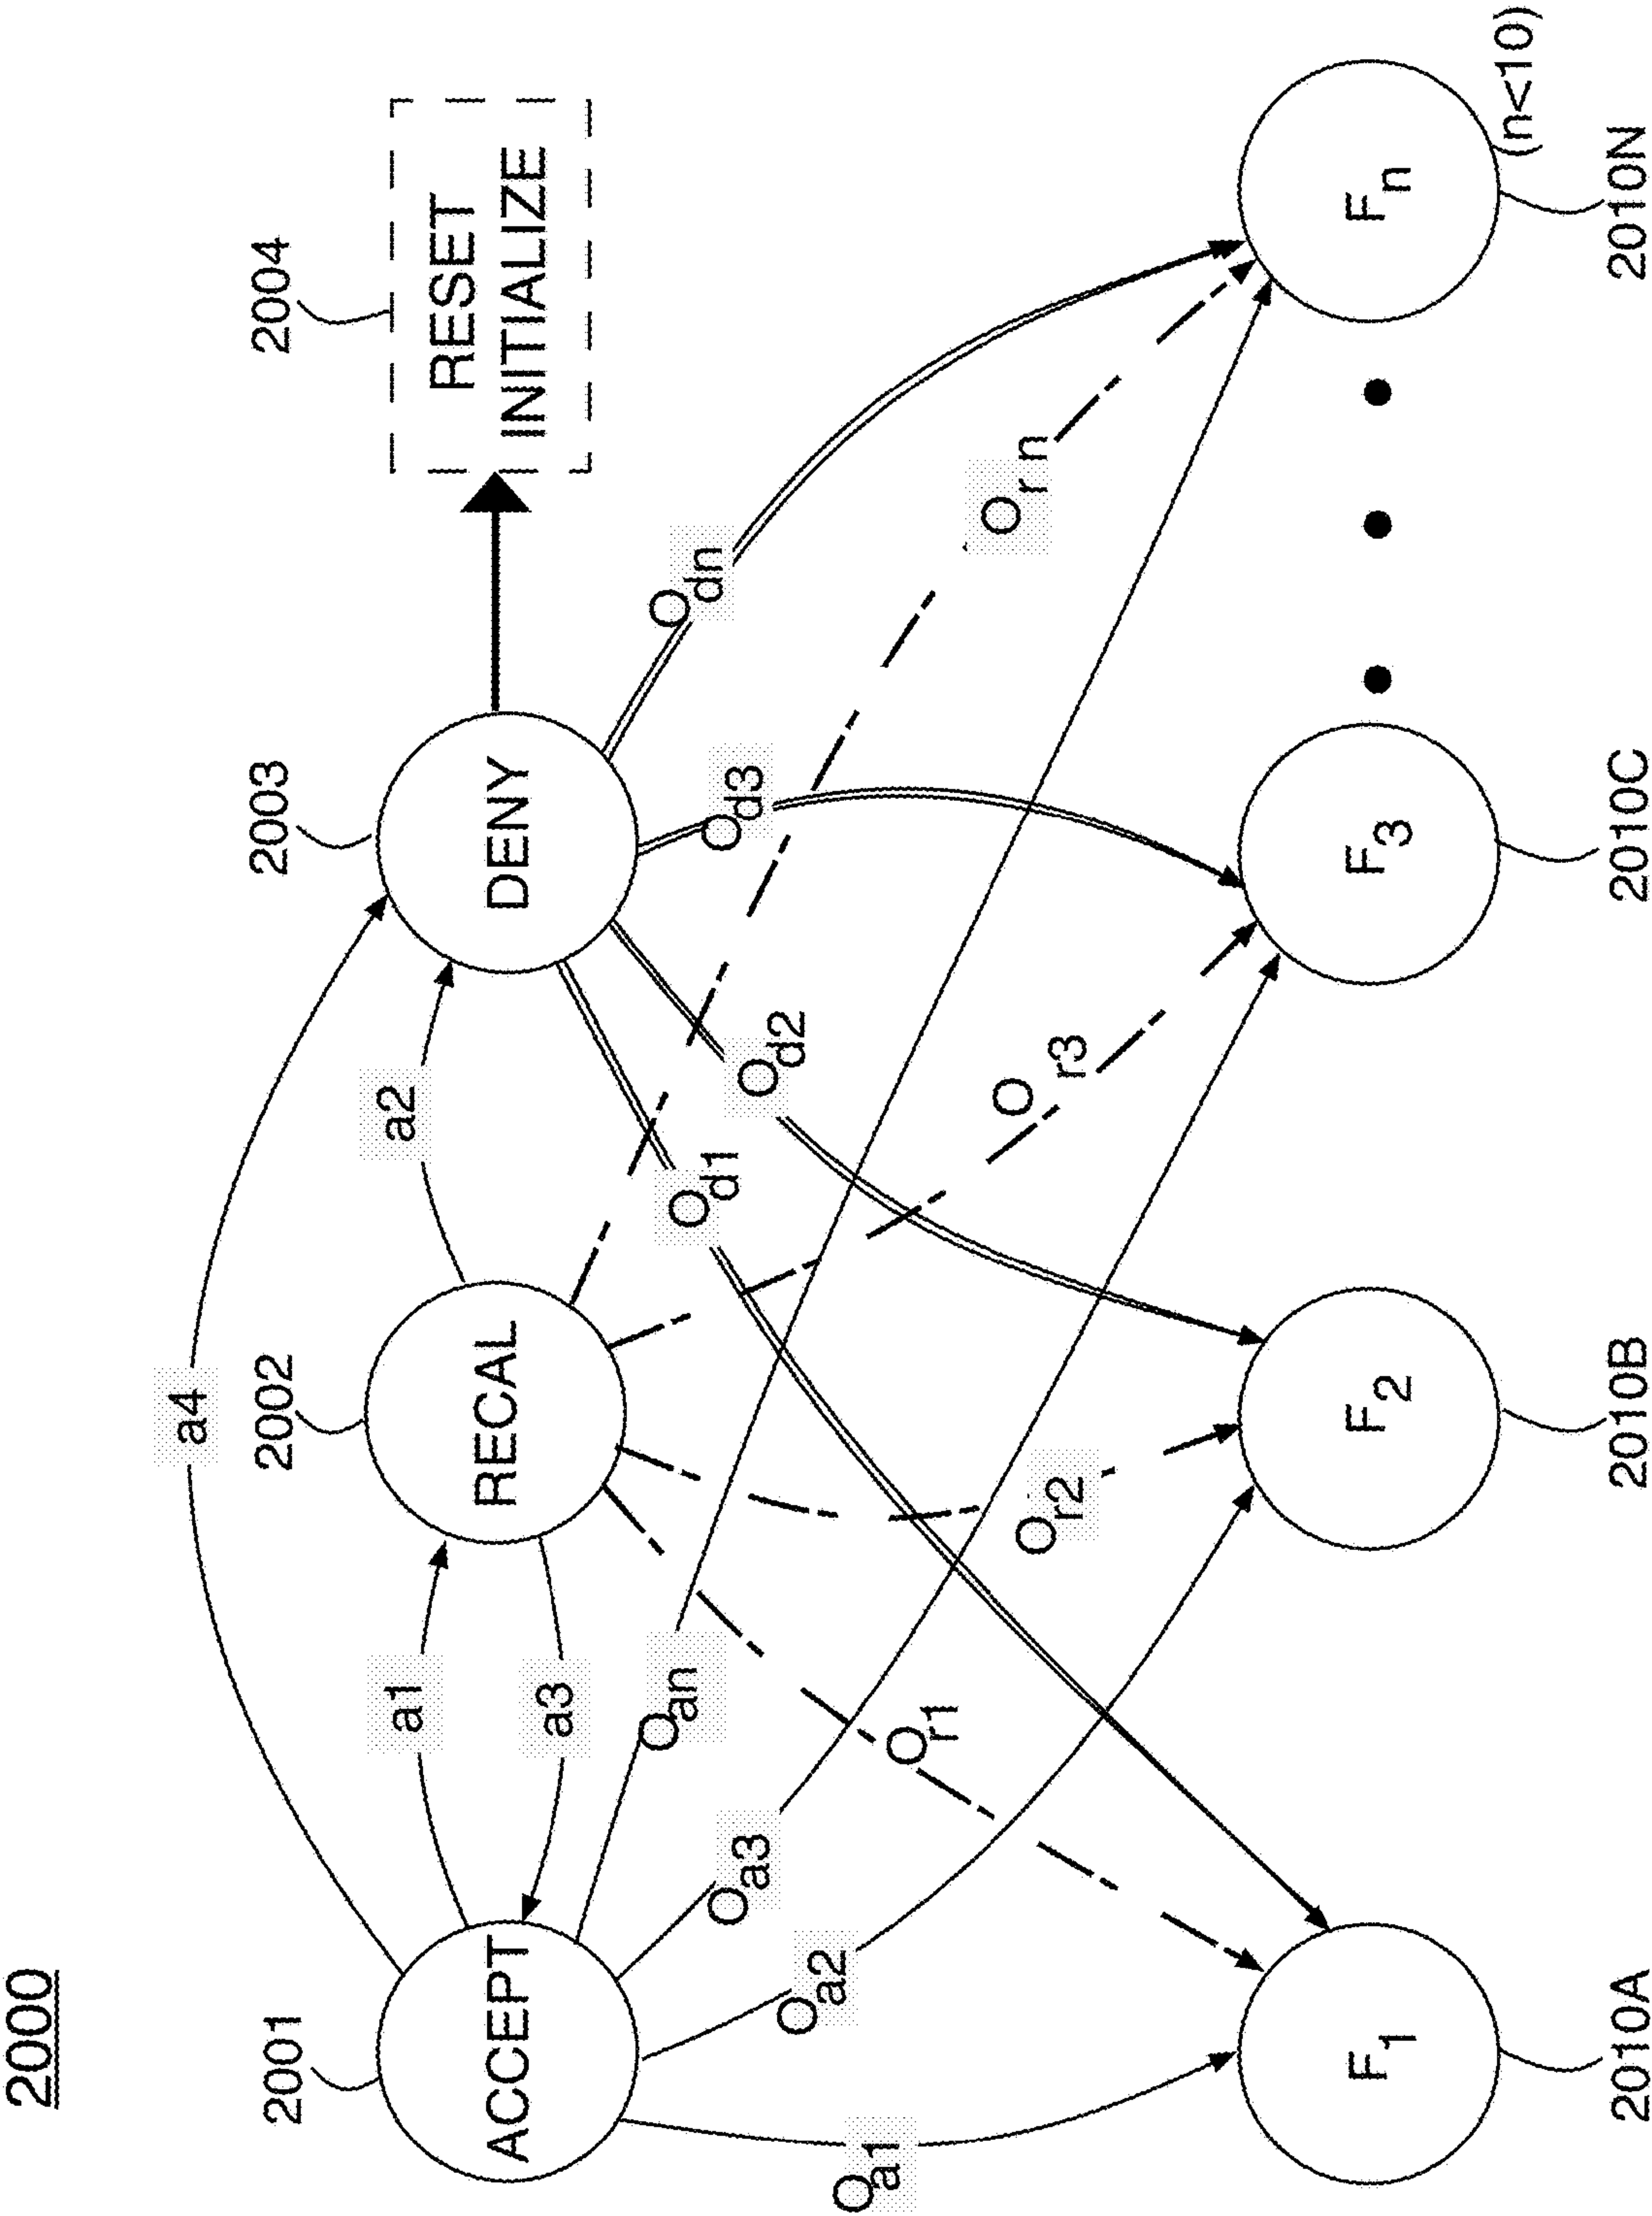 2000
a4
2001
2002
2003
2004
a1
a2
ACCEPT
RECAL
DENY
RESET
INITIALIZE
a3
Oan
Oa3
Oa2
Oa1
Od1
Od2
Od3
Odn
Or1
Or2
Or3
Orn
F1
F2
F3
Fn
(n<10)
2010A
2010B
2010C
2010N